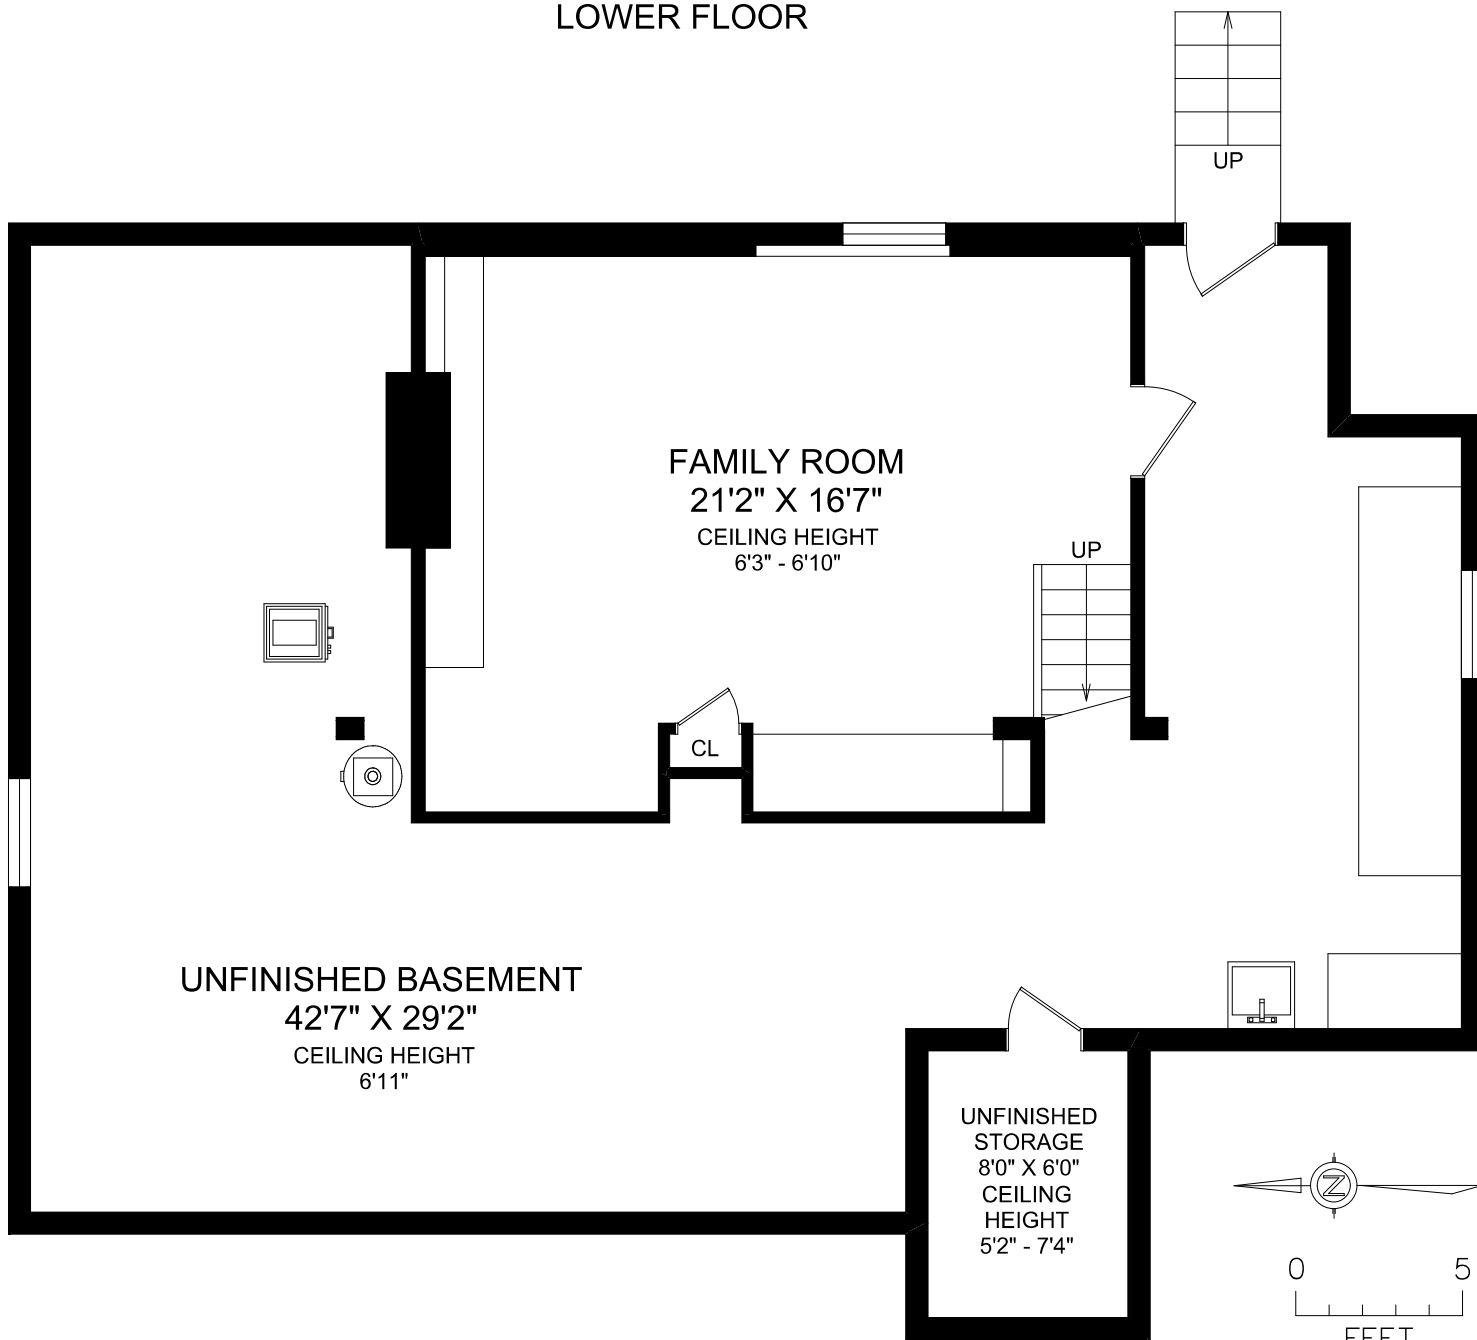 LOWER FLOOR
UP
FAMILY ROOM
21'2" X 16'7"
CEILING HEIGHT
6'3" - 6'10"
UP
CL
UNFINISHED BASEMENT
42'7" X 29'2"
CEILING HEIGHT
6'11"
UNFINISHED
STORAGE
8'0" X 6'0"
CEILING
HEIGHT
5'2" - 7'4"
N
0 5
FEET